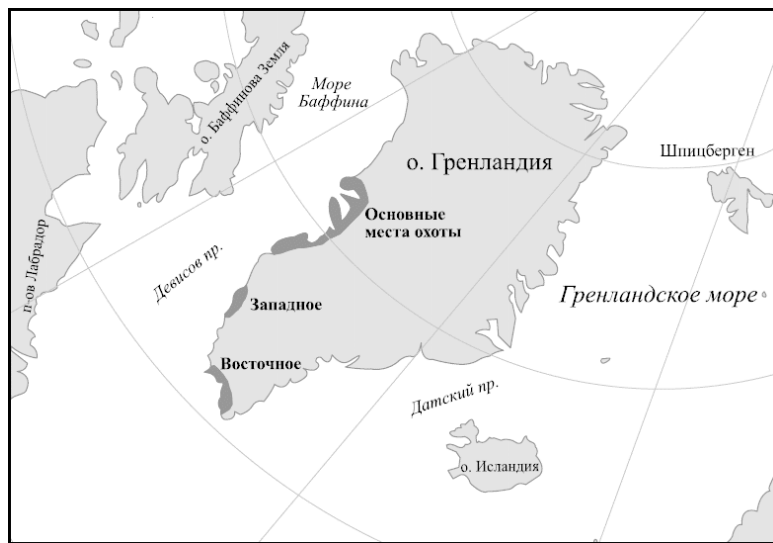 о. Баффинова Земля
Море
Баффина
о. Гренландия
Шпицберген
Основные
места охоты
п-ов Лабрадор
Девисов пр.
Западное
Гренландское море
Восточное
Датский пр.
о. Исландия